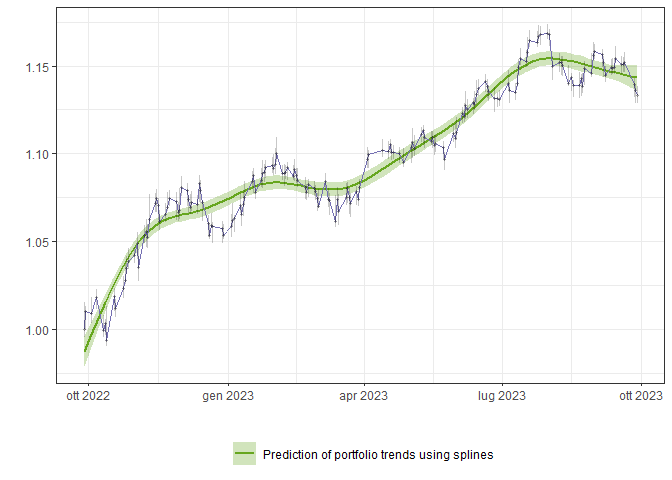 1.15
1.10
1.05
1.00
ott 2022
gen 2023
apr 2023
lug 2023
ott 2023
Prediction of portfolio trends using splines